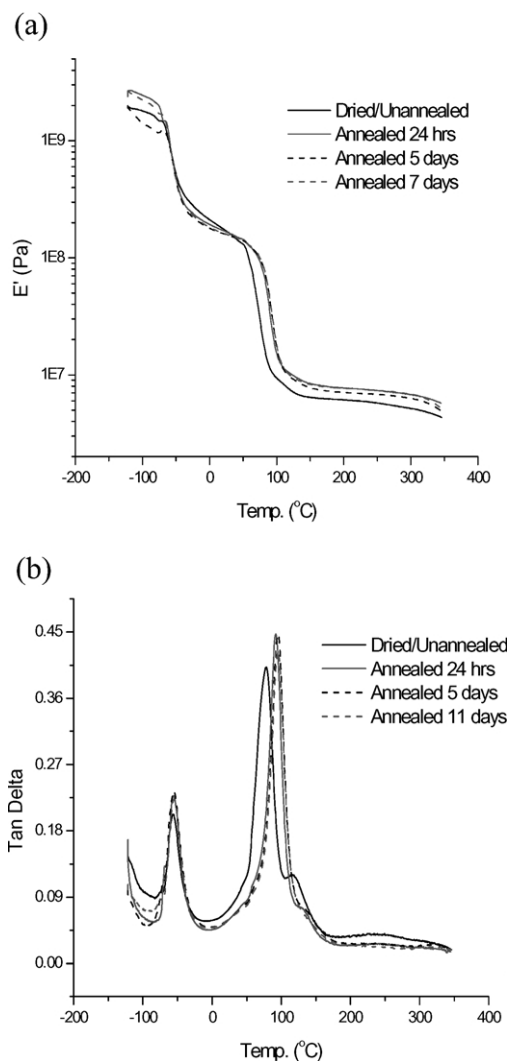 (a)
Dried/Unannealed
Annealed 24 hrs
Annealed 5 days
Annealed 7 days
1E9
1E8
1E7
E' (Pa)
-200 -100 0 100 200 300 400
Temp. (°C)
(b)
Dried/Unannealed
Annealed 24 hrs
Annealed 5 days
Annealed 11 days
0.45
0.36
0.27
0.18
0.09
0.00
Tan Delta
-200 -100 0 100 200 300 400
Temp. (°C)